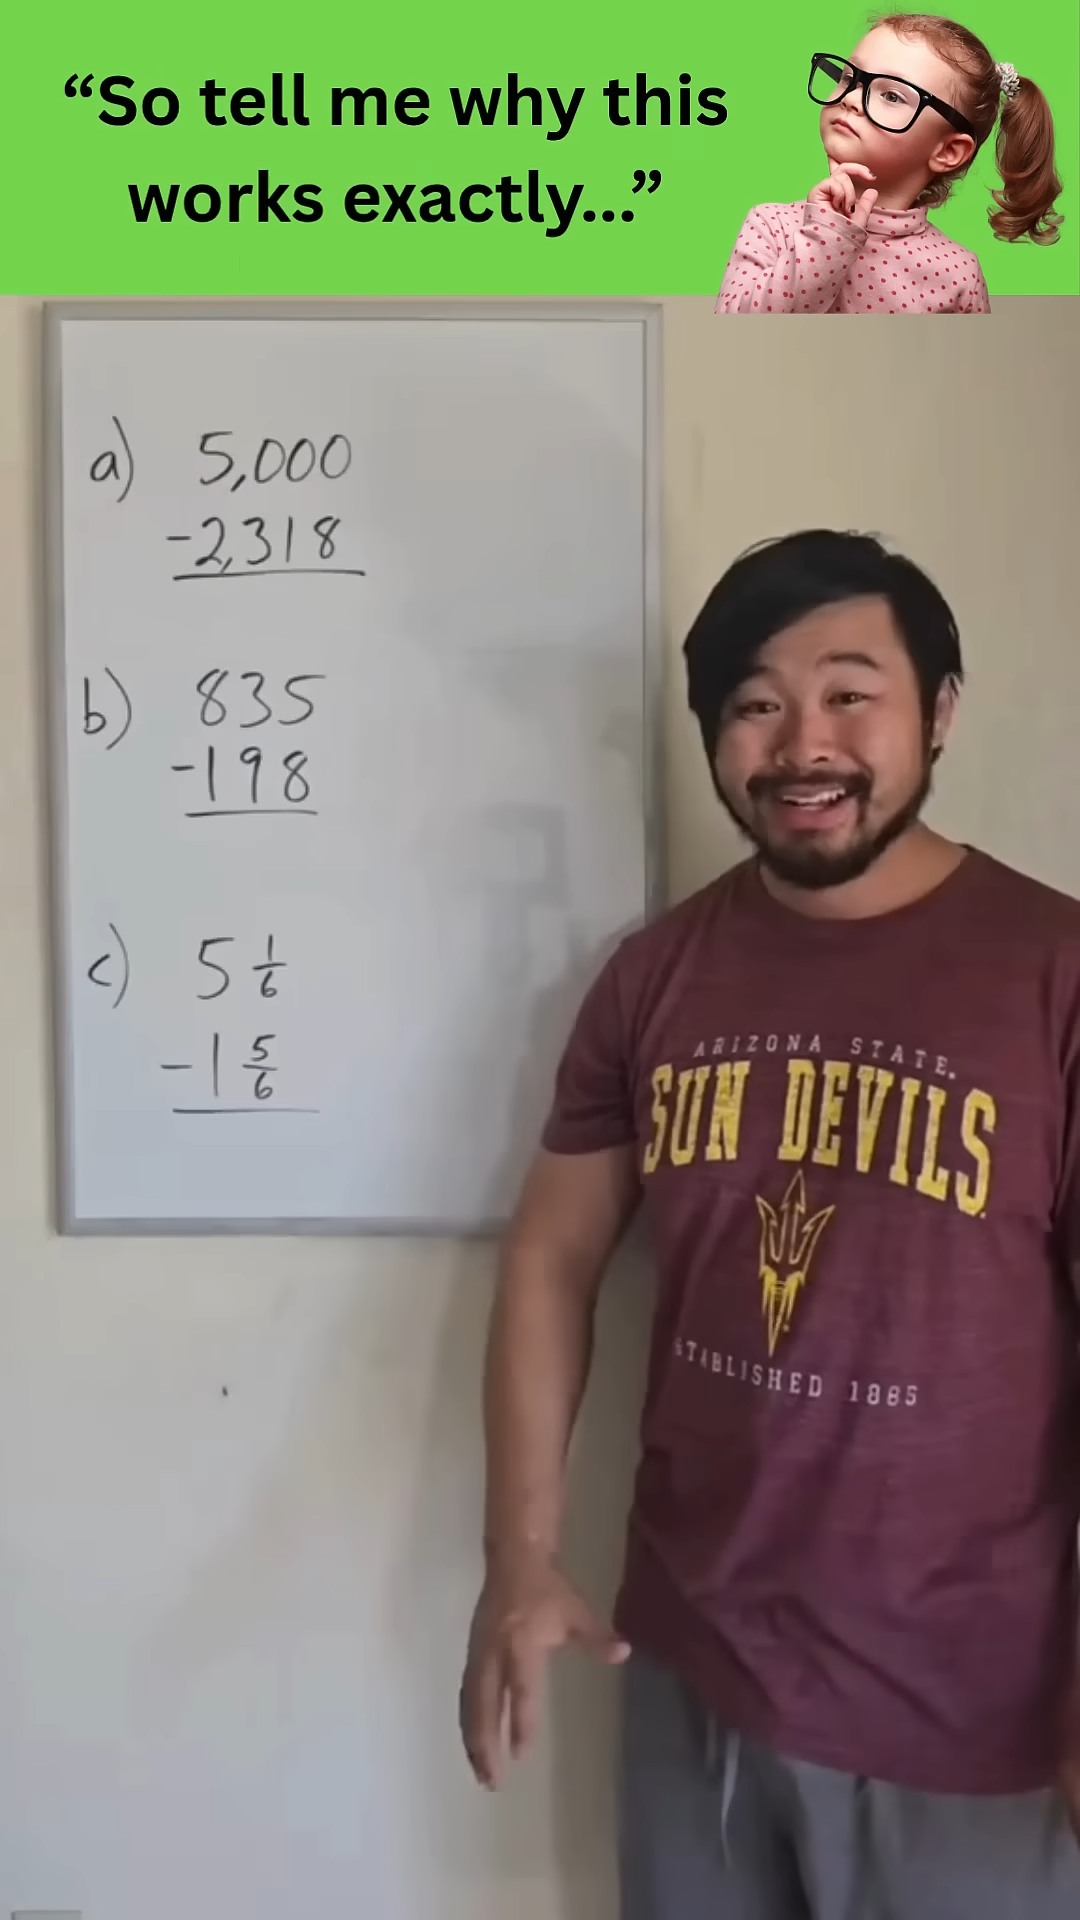 “So tell me why this
works exactly...”
a) 5,000
-2,318
b) 835
-198
c) 5 1/6
-1 5/6
ARIZONA STATE.
SUN DEVILS
ESTABLISHED 1885